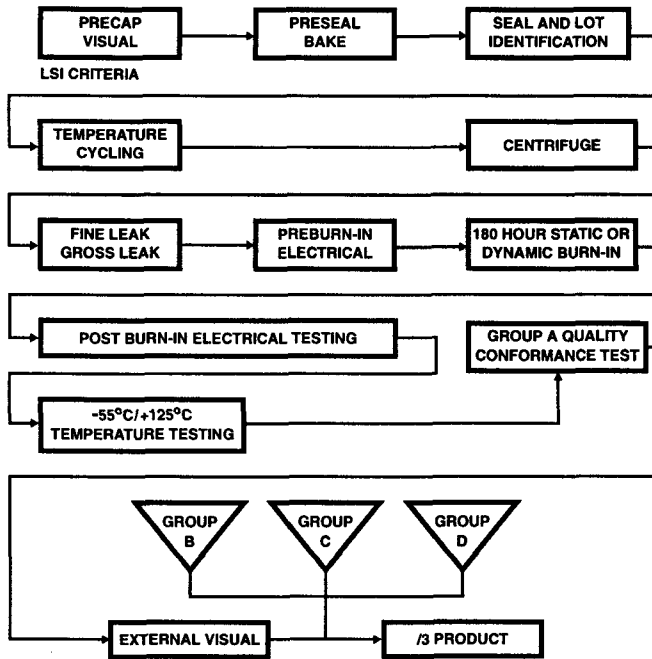 PRECAP
VISUAL
PRESEAL
BAKE
SEAL AND LOT
IDENTIFICATION
LSI CRITERIA
TEMPERATURE
CYCLING
CENTRIFUGE
FINE LEAK
GROSS LEAK
PREBURN-IN
ELECTRICAL
180 HOUR STATIC OR
DYNAMIC BURN-IN
POST BURN-IN ELECTRICAL TESTING
GROUP A QUALITY
CONFORMANCE TEST
-55°C/+125°C
TEMPERATURE TESTING
GROUP
B
GROUP
C
GROUP
D
EXTERNAL VISUAL
/3 PRODUCT